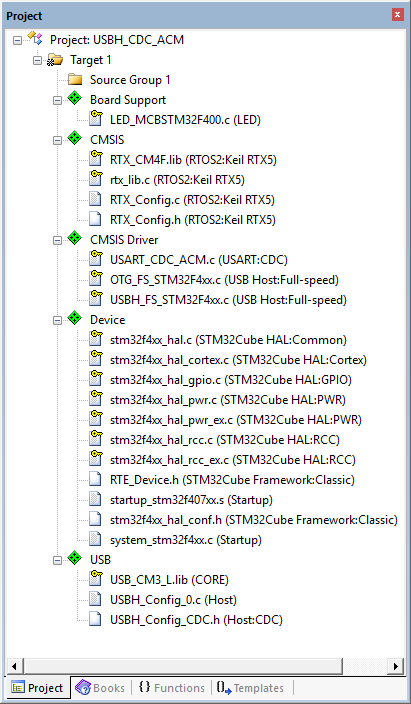 Project
Project: USBH_CDC_ACM
Target 1
Source Group 1
Board Support
LED_MCBSTM32F400.c (LED)
CMSIS
RTX_CM4F.lib (RTOS2:Keil RTX5)
rtx_lib.c (RTOS2:Keil RTX5)
RTX_Config.c (RTOS2:Keil RTX5)
RTX_Config.h (RTOS2:Keil RTX5)
CMSIS Driver
USART_CDC_ACM.c (USART:CDC)
OTG_FS_STM32F4xx.c (USB Host:Full-speed)
USBH_FS_STM32F4xx.c (USB Host:Full-speed)
Device
stm32f4xx_hal.c (STM32Cube HAL:Common)
stm32f4xx_hal_cortex.c (STM32Cube HAL:Cortex)
stm32f4xx_hal_gpio.c (STM32Cube HAL:GPIO)
stm32f4xx_hal_pwr.c (STM32Cube HAL:PWR)
stm32f4xx_hal_pwr_ex.c (STM32Cube HAL:PWR)
stm32f4xx_hal_rcc.c (STM32Cube HAL:RCC)
stm32f4xx_hal_rcc_ex.c (STM32Cube HAL:RCC)
RTE_Device.h (STM32Cube Framework:Classic)
startup_stm32f407xx.s (Startup)
stm32f4xx_hal_conf.h (STM32Cube Framework:Classic)
system_stm32f4xx.c (Startup)
USB
USB_CM3_L.lib (CORE)
USBH_Config_0.c (Host)
USBH_Config_CDC.h (Host:CDC)
Project Books {} Functions 0 Templates